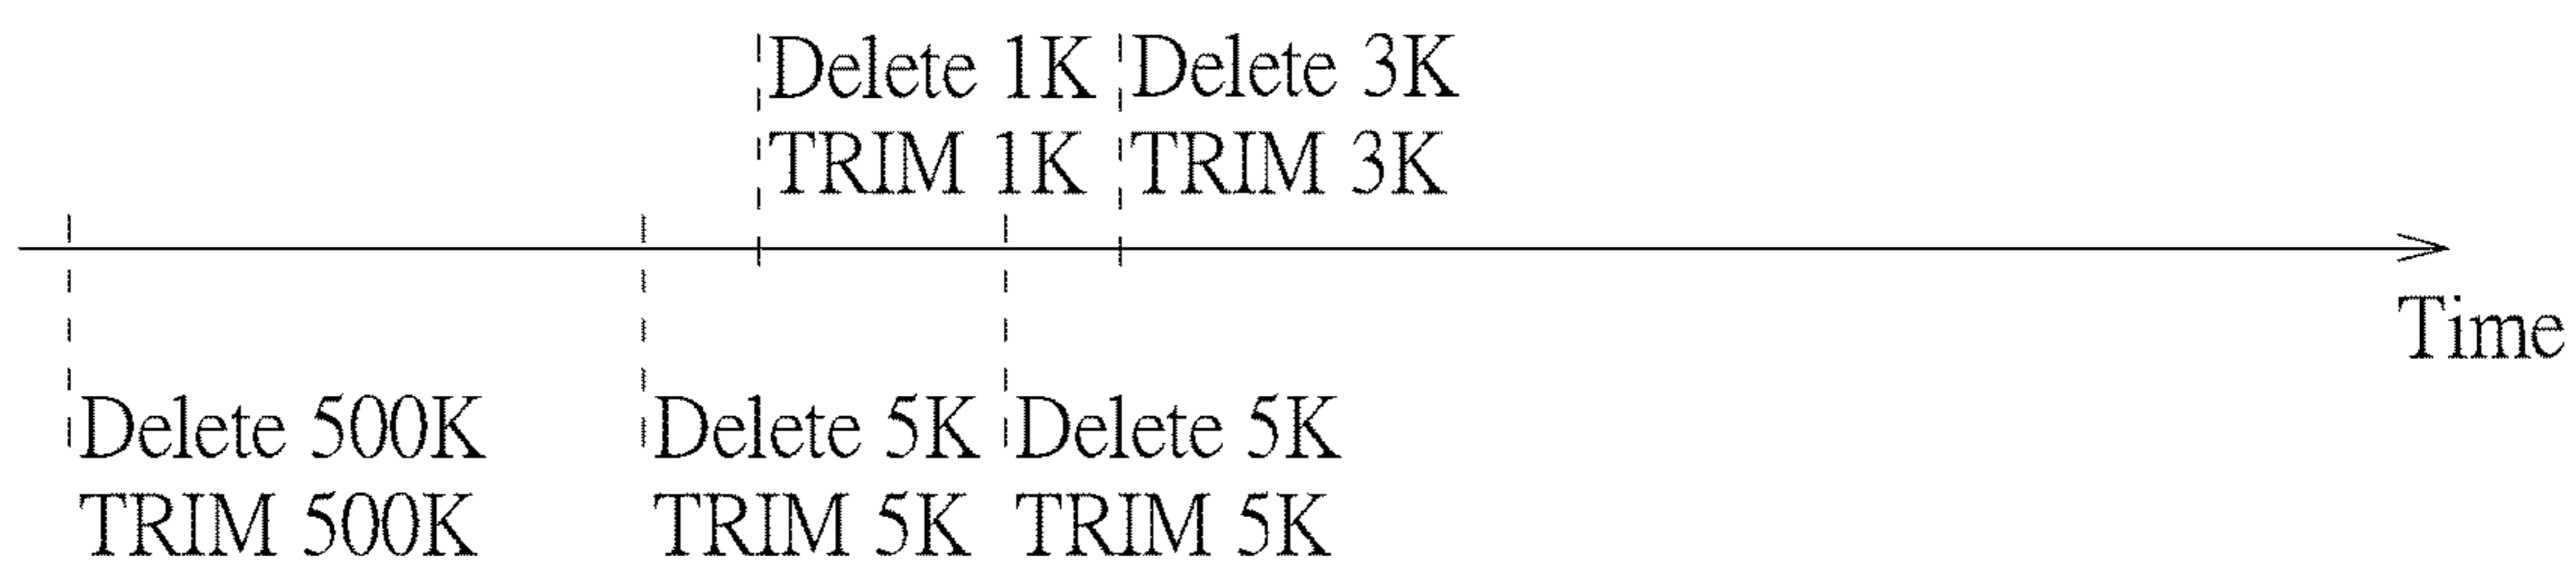 Delete 1K
TRIM 1K
Delete 3K
TRIM 3K
Time
Delete 500K
TRIM 500K
Delete 5K
TRIM 5K
Delete 5K
TRIM 5K